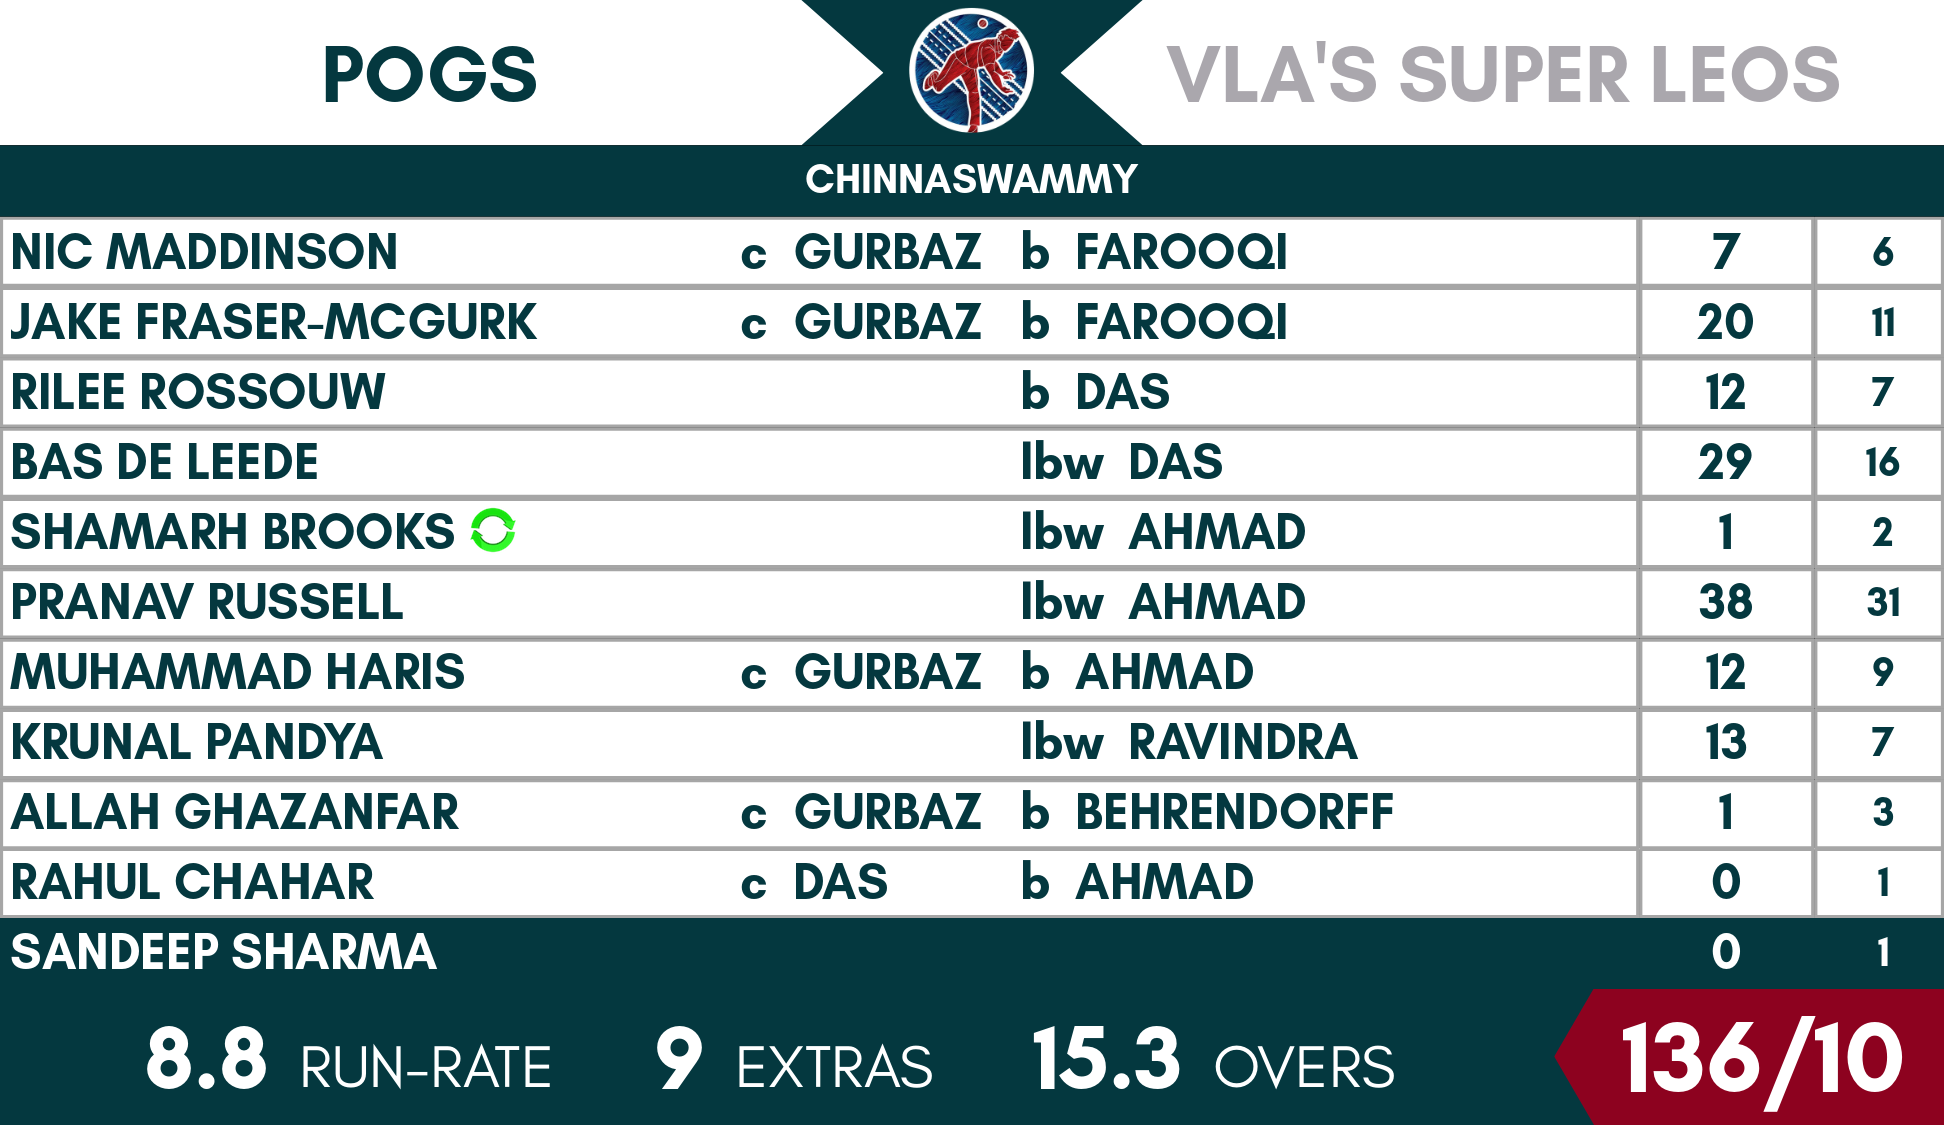 POGS VLA'S SUPER LEOS
CHINNASWAMMY
NIC MADDINSON c GURBAZ b FAROOQI 7 6
JAKE FRASER-MCGURK c GURBAZ b FAROOQI 20 11
RILEE ROSSOUW b DAS 12 7
BAS DE LEEDE lbw DAS 29 16
SHAMARH BROOKS lbw AHMAD 1 2
PRANAV RUSSELL lbw AHMAD 38 31
MUHAMMAD HARIS c GURBAZ b AHMAD 12 9
KRUNAL PANDYA lbw RAVINDRA 13 7
ALLAH GHAZANFAR c GURBAZ b BEHRENDORFF 1 3
RAHUL CHAHAR c DAS b AHMAD 0 1
SANDEEP SHARMA 0 1
8.8 RUN-RATE 9 EXTRAS 15.3 OVERS 136/10